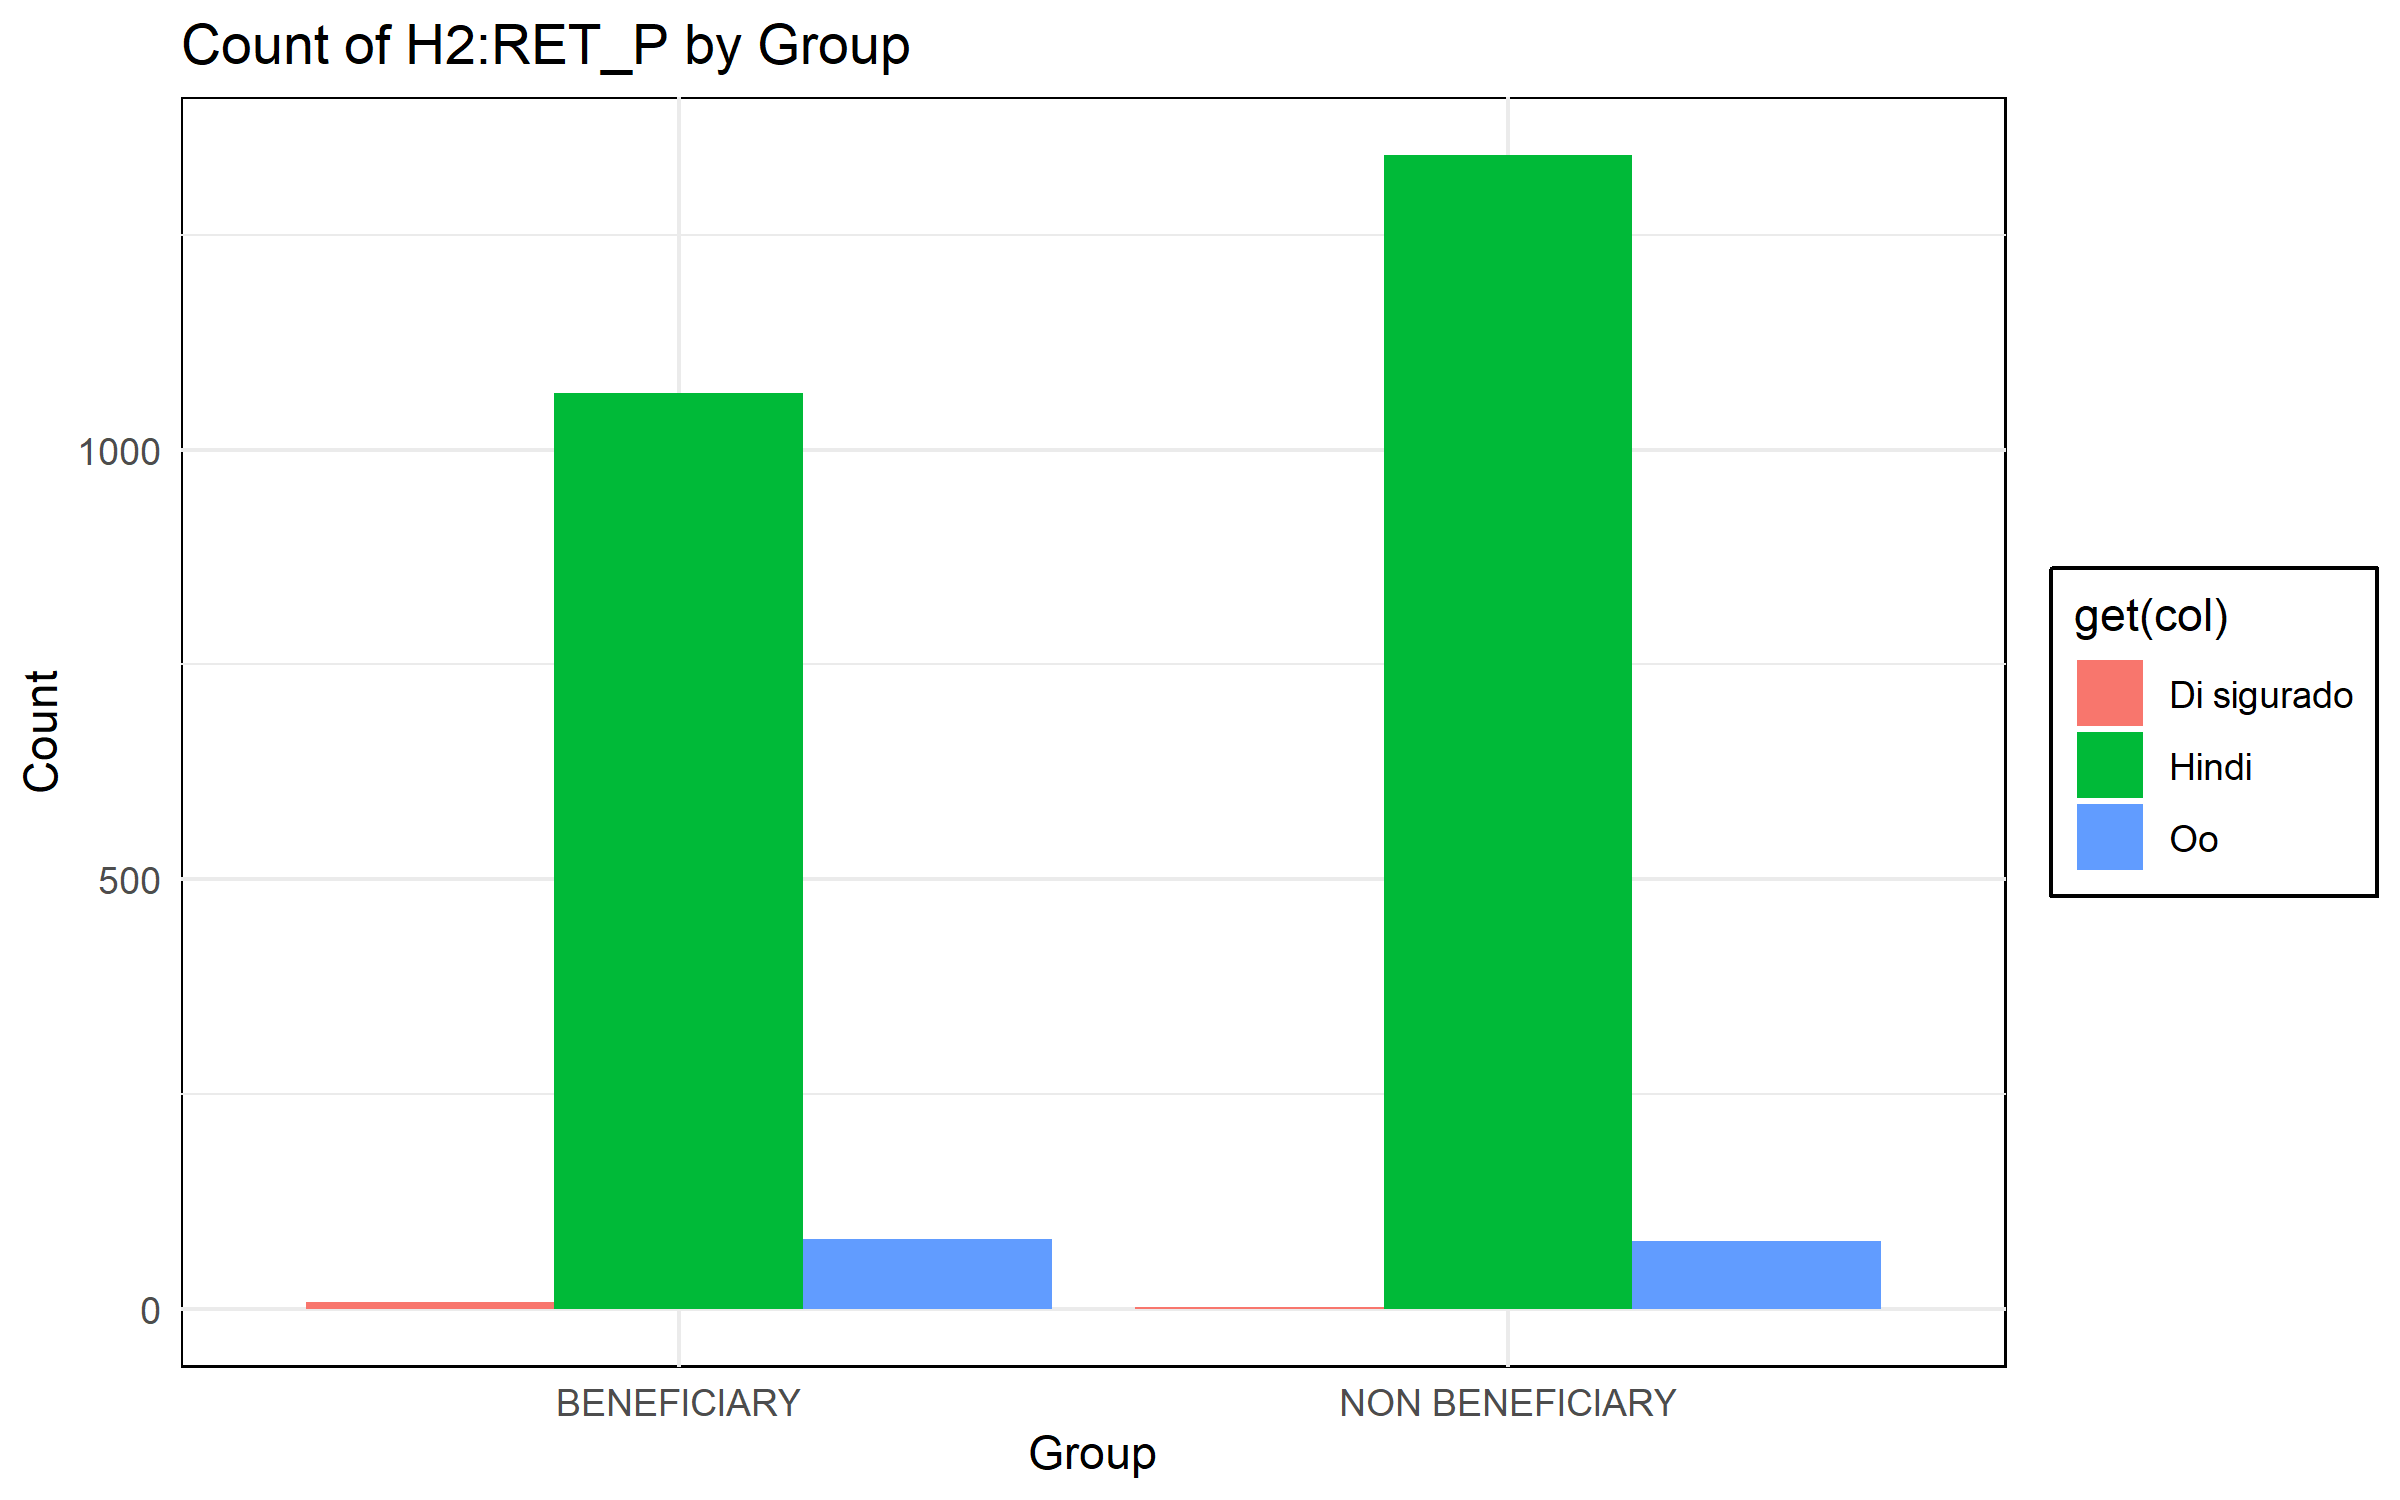 Count of H2:RET_P by Group
Count
1000
500
0
BENEFICIARY
NON BENEFICIARY
Group
get(col)
Di sigurado
Hindi
Oo